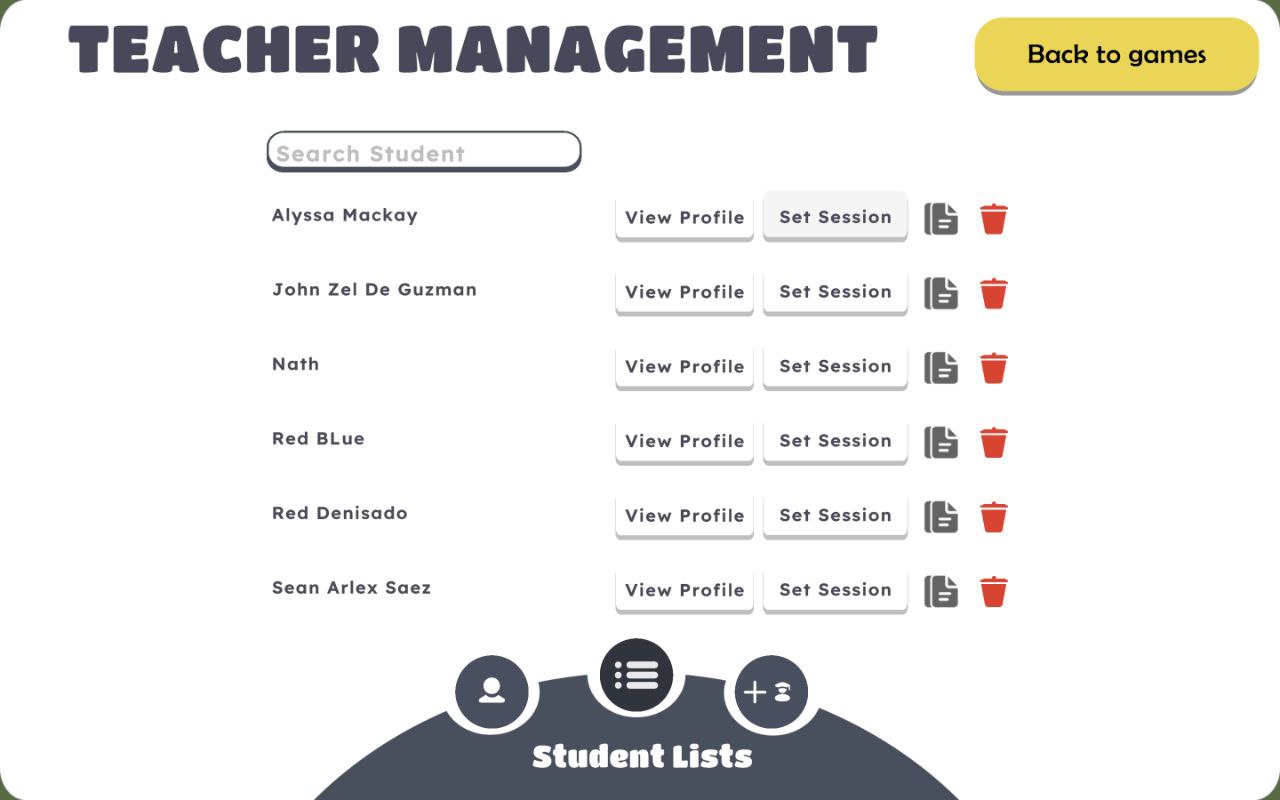 TEACHER MANAGEMENT
Back to games
Search Student
Alyssa Mackay View Profile Set Session
John Zel De Guzman View Profile Set Session
Nath View Profile Set Session
Red BLue View Profile Set Session
Red Denisado View Profile Set Session
Sean Arlex Saez View Profile Set Session
Student Lists